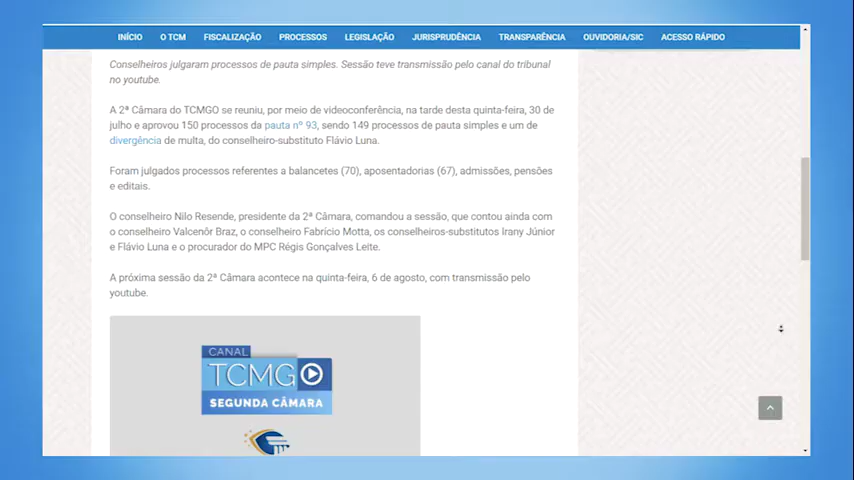 INÍCIO O TCM FISCALIZAÇÃO PROCESSOS LEGISLAÇÃO JURISPRUDÊNCIA TRANSPARÊNCIA OUVIDORIA/SIC ACESSO RÁPIDO
Conselheiros julgaram processos de pauta simples. Sessão teve transmissão pelo canal do tribunal
no youtube.
A 2ª Câmara do TCMGO se reuniu, por meio de videoconferência, na tarde desta quinta-feira, 30 de
julho e aprovou 150 processos da pauta nº 93, sendo 149 processos de pauta simples e um de
divergência de multa, do conselheiro-substituto Flávio Luna.
Foram julgados processos referentes a balancetes (70), aposentadorias (67), admissões, pensões
e editais.
O conselheiro Nilo Resende, presidente da 2ª Câmara, comandou a sessão, que contou ainda com
o conselheiro Valcenôr Braz, o conselheiro Fabrício Motta, os conselheiros-substitutos Irany Júnior
e Flávio Luna e o procurador do MPC Régis Gonçalves Leite.
A próxima sessão da 2ª Câmara acontece na quinta-feira, 6 de agosto, com transmissão pelo
youtube.
CANAL
TCMGO
SEGUNDA CÂMARA